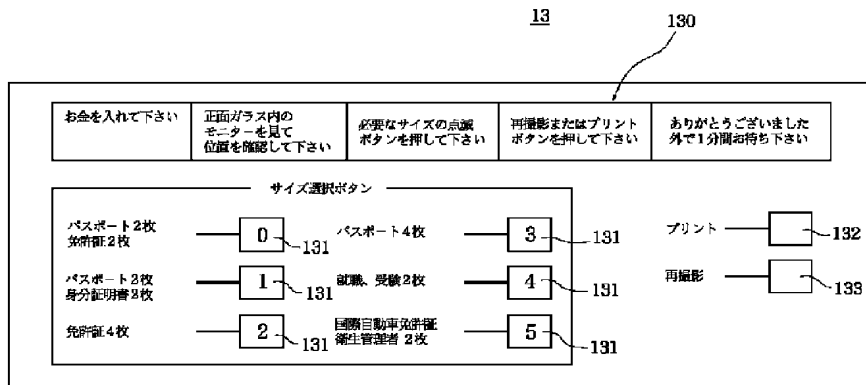 13
130
お金を入れて下さい
正面ガラス内の
モニターを見て
位置を確認して下さい
必要なサイズの点滅
ボタンを押して下さい
再撮影またはプリント
ボタンを押して下さい
ありがとうございました
外で1分間お待ち下さい
サイズ選択ボタン
パスポート2枚
免許証2枚
0
131
パスポート4枚
3
131
プリント
132
パスポート2枚
身分証明書2枚
1
131
就職、受験2枚
4
131
再撮影
133
免許証4枚
2
131
国際自動車免許証
衛生管理者 2枚
5
131